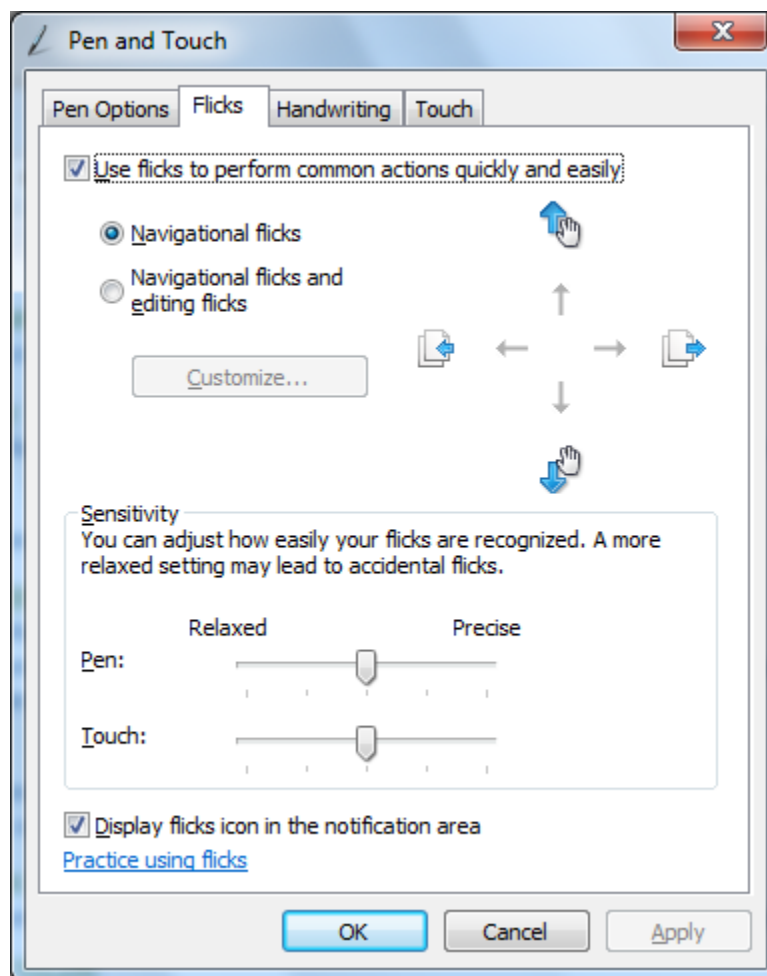 Pen and Touch
Pen Options Flicks Handwriting Touch
Use flicks to perform common actions quickly and easily
Navigational flicks
Navigational flicks and
editing flicks
Customize...
Sensitivity
You can adjust how easily your flicks are recognized. A more
relaxed setting may lead to accidental flicks.
Relaxed Precise
Pen:
Touch:
Display flicks icon in the notification area
Practice using flicks
OK Cancel Apply